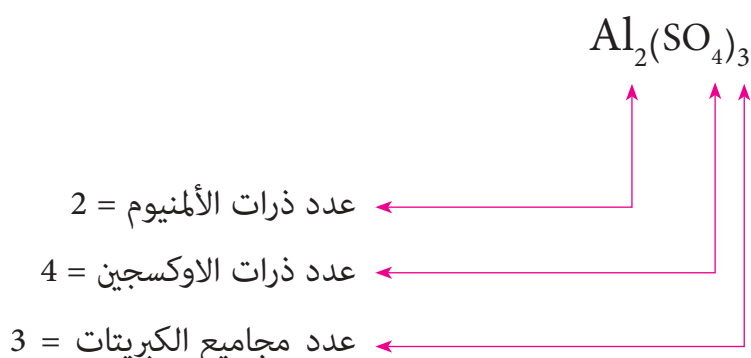 Al₂(SO₄)₃
عدد ذرات الألمنيوم = 2
عدد ذرات الاوكسجين = 4
عدد مجاميع الكبريتات = 3